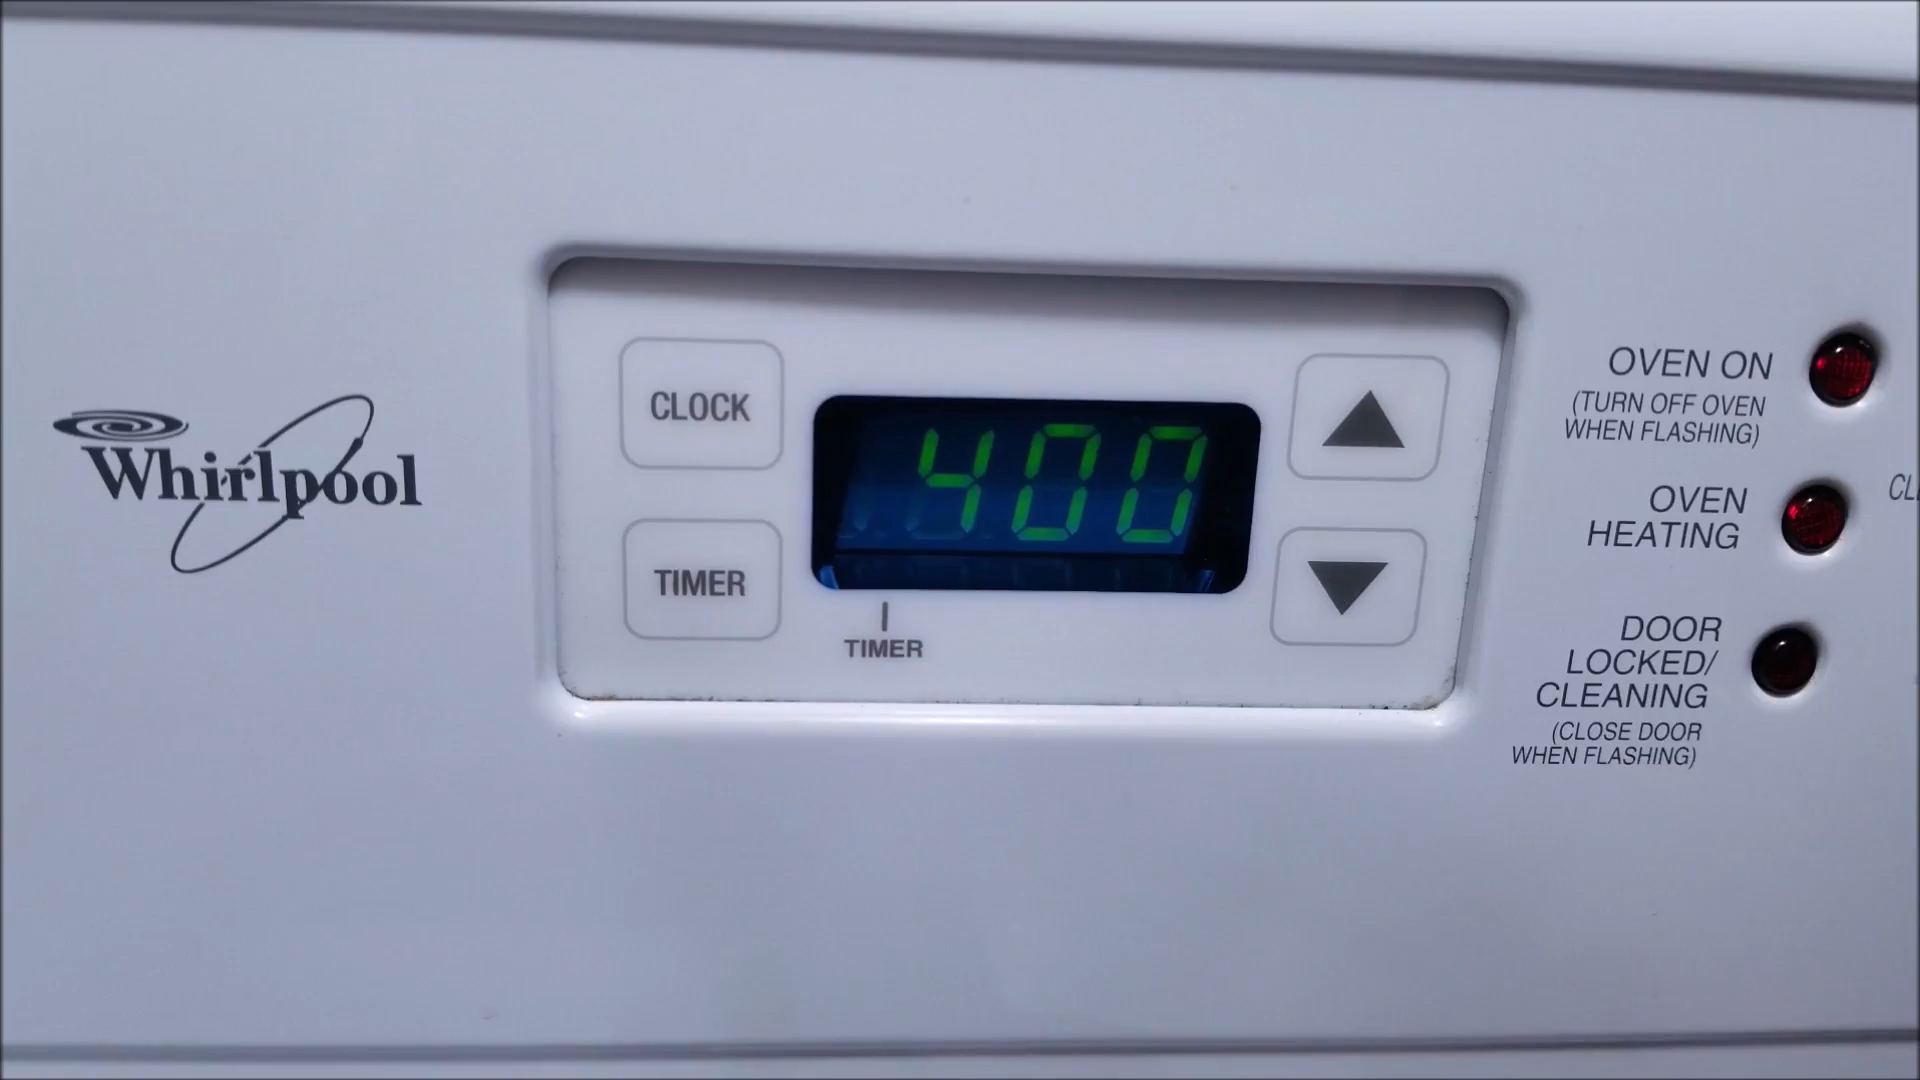 Whirlpool
CLOCK
TIMER
400
TIMER
OVEN ON
(TURN OFF OVEN
WHEN FLASHING)
OVEN
HEATING
DOOR
LOCKED/
CLEANING
(CLOSE DOOR
WHEN FLASHING)